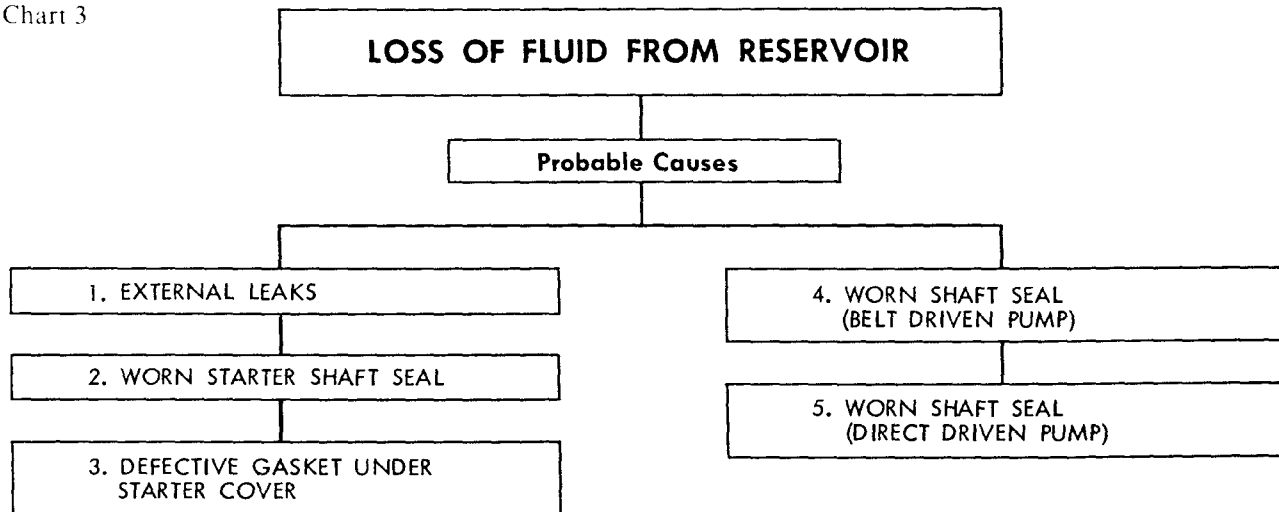 Chart 3
LOSS OF FLUID FROM RESERVOIR
Probable Causes
1. EXTERNAL LEAKS
2. WORN STARTER SHAFT SEAL
3. DEFECTIVE GASKET UNDER
STARTER COVER
4. WORN SHAFT SEAL
(BELT DRIVEN PUMP)
5. WORN SHAFT SEAL
(DIRECT DRIVEN PUMP)